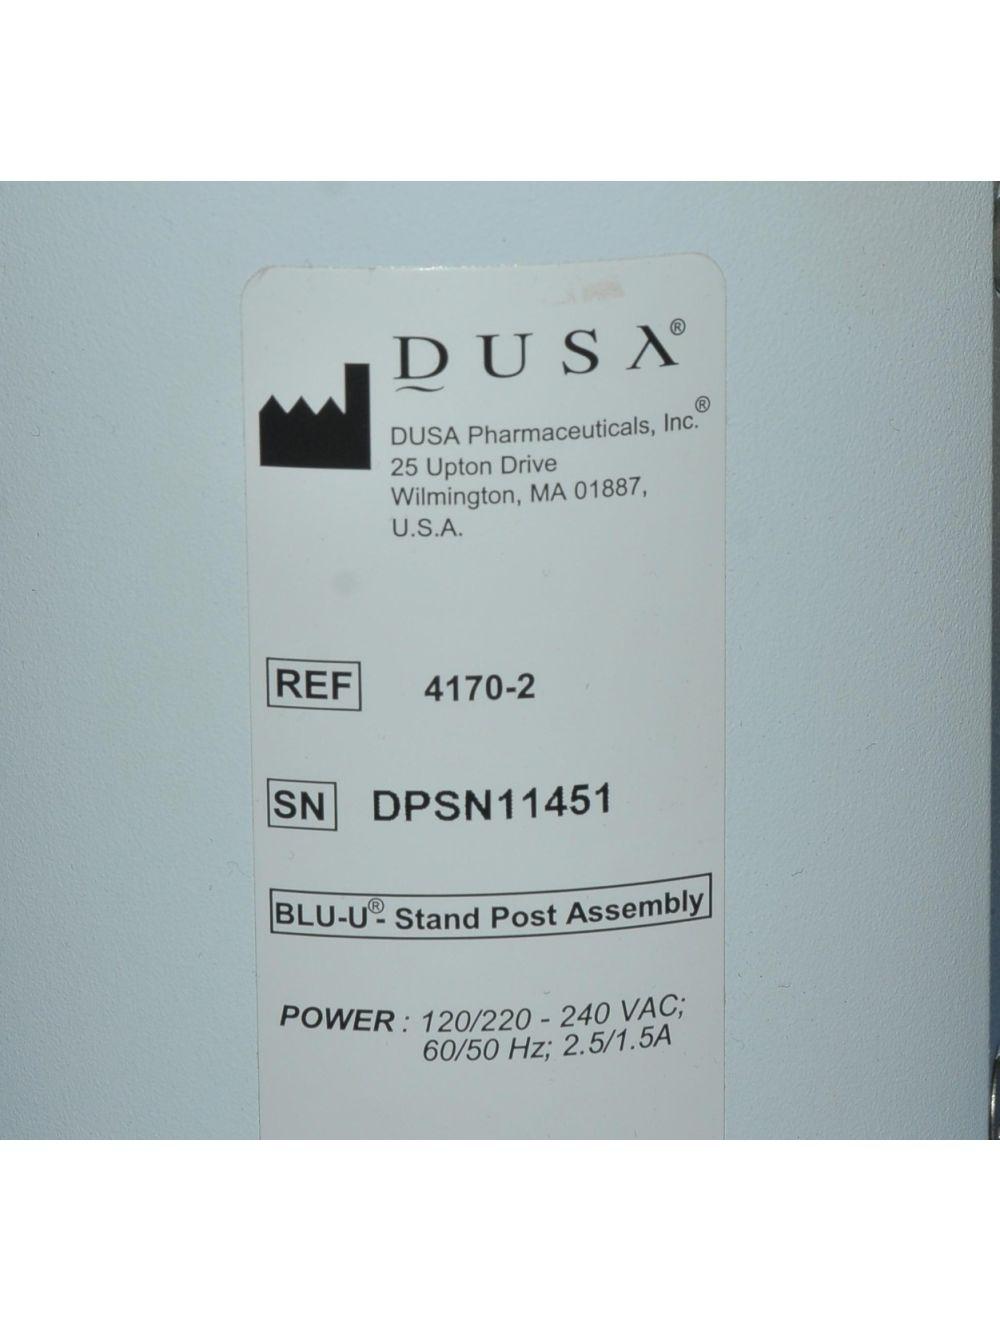 DUSA®
DUSA Pharmaceuticals, Inc.®
25 Upton Drive
Wilmington, MA 01887,
U.S.A.
REF 4170-2
SN DPSN11451
BLU-U®- Stand Post Assembly
POWER : 120/220 - 240 VAC;
60/50 Hz; 2.5/1.5A